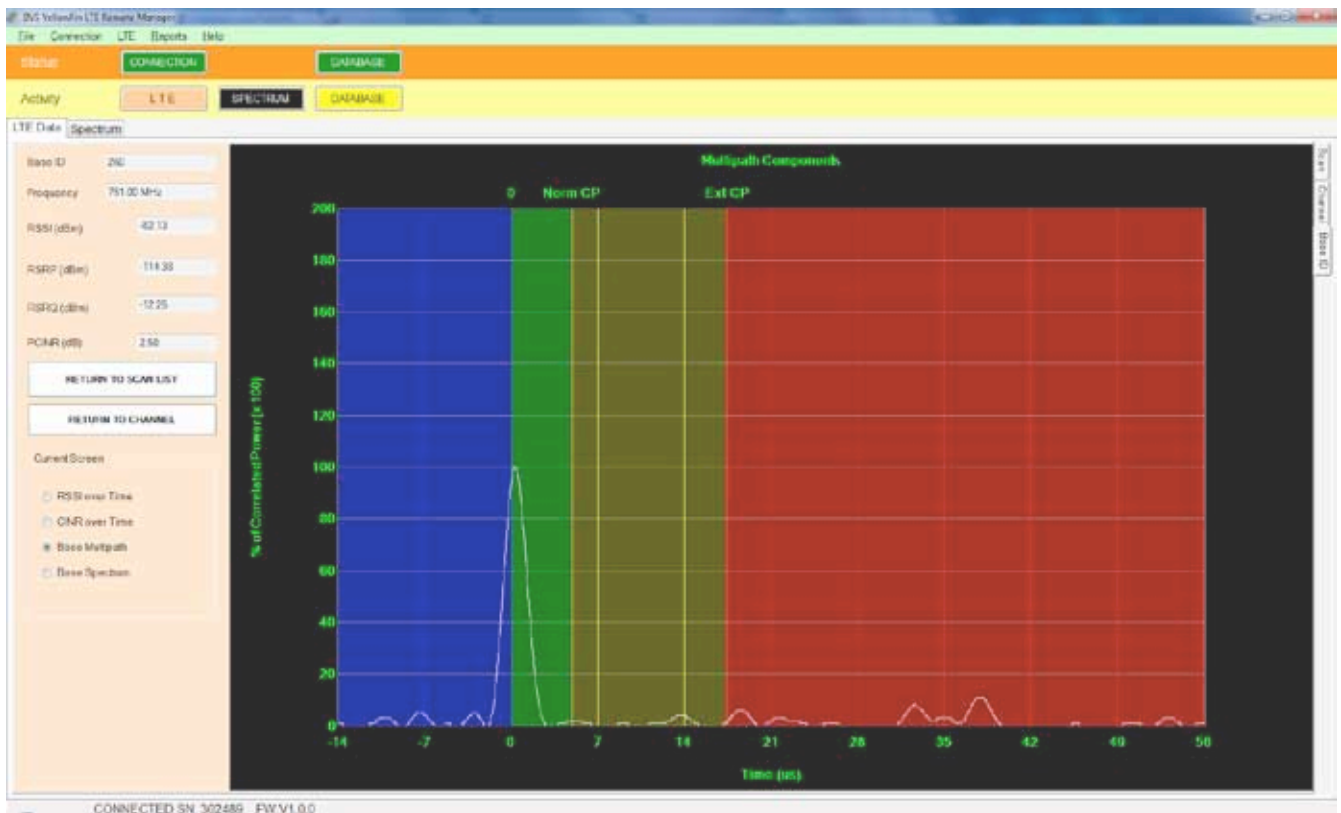 BVS YellowFin LTE Remote Manager
File Connection LTE Reports Help
Status CONNECTION DATABASE
Activity LTE SPECTRUM DATABASE
LTE Data Spectrum
Base ID
Frequency 751.00 MHz
RSSI (dBm)
RSRP (dBm)
RSRQ (dBm) -12.25
PCINR (dB) 2.50
RETURN TO SCAN LIST
RETURN TO CHANNEL
Current Screen
RSSI over Time
CINR over Time
Base Multipath
Base Spectrum
Multipath Components
0 Norm CP Ext CP
% of Correlated Power (x 100)
200
180
160
140
120
100
80
60
40
20
0
-14 -7 0 7 14 21 28 35 42 49 56
Time (us)
Scan
Channel
Base ID
CONNECTED SN: 302489 FW:V1.0.0